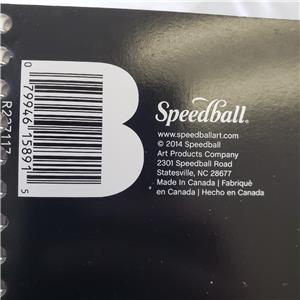 Speedball®
www.speedballart.com
© 2014 Speedball
Art Products Company
2301 Speedball Road
Statesville, NC 28677
Made in Canada | Fabriqué
en Canada | Hecho en Canada
0 79946 15891 5
R227117